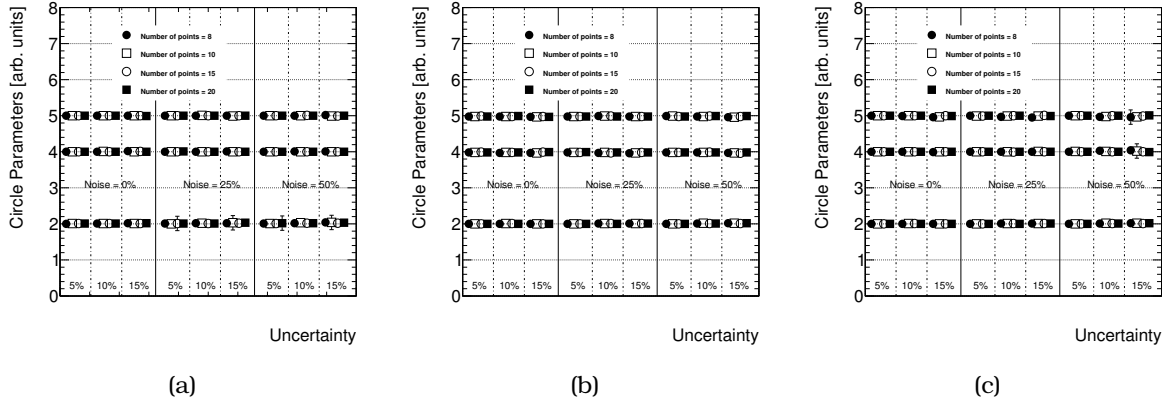 Circle Parameters [arb. units]
8
7
6
5
4
3
2
1
0
Number of points = 8
Number of points = 10
Number of points = 15
Number of points = 20
Noise = 0% Noise = 25% Noise = 50%
5% 10% 15% 5% 10% 15% 5% 10% 15%
Uncertainty
(a)
Circle Parameters [arb. units]
8
7
6
5
4
3
2
1
0
Number of points = 8
Number of points = 10
Number of points = 15
Number of points = 20
Noise = 0% Noise = 25% Noise = 50%
5% 10% 15% 5% 10% 15% 5% 10% 15%
Uncertainty
(b)
Circle Parameters [arb. units]
8
7
6
5
4
3
2
1
0
Number of points = 8
Number of points = 10
Number of points = 15
Number of points = 20
Noise = 0% Noise = 25% Noise = 50%
5% 10% 15% 5% 10% 15% 5% 10% 15%
Uncertainty
(c)